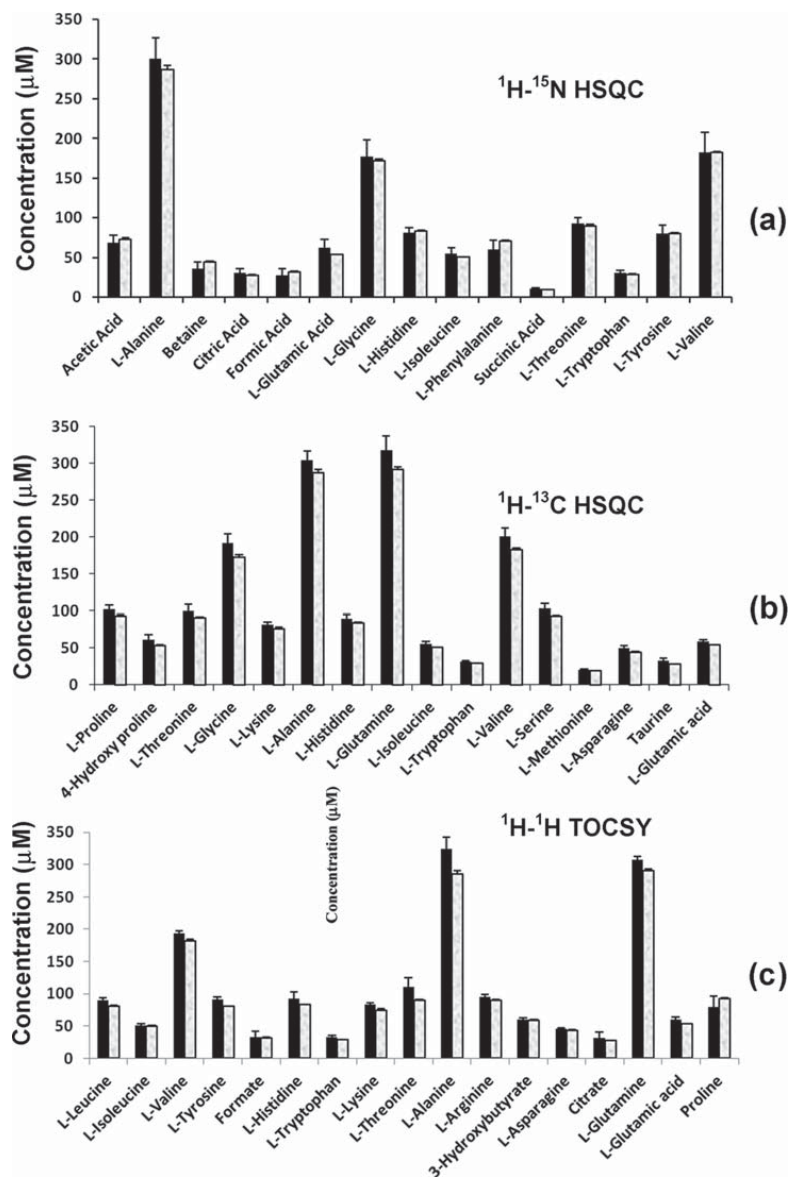 350
300
250
200
150
100
50
0
Concentration (μM)
¹H-¹⁵N HSQC
(a)
Acetic Acid
L-Alanine
Betaine
Citric Acid
Formic Acid
L-Glutamic Acid
L-Glycine
L-Histidine
L-Isoleucine
L-Phenylalanine
Succinic Acid
L-Threonine
L-Tryptophan
L-Tyrosine
L-Valine
350
300
250
200
150
100
50
0
Concentration (μM)
¹H-¹³C HSQC
(b)
L-Proline
4-Hydroxy proline
L-Threonine
L-Glycine
L-Lysine
L-Alanine
L-Histidine
L-Glutamine
L-Isoleucine
L-Tryptophan
L-Valine
L-Serine
L-Methionine
L-Asparagine
Taurine
L-Glutamic acid
350
300
250
200
150
100
50
0
Concentration (μM)
Concentration (μM)
¹H-¹H TOCSY
(c)
L-Leucine
L-Isoleucine
L-Valine
L-Tyrosine
Formate
L-Histidine
L-Tryptophan
L-Lysine
L-Threonine
L-Alanine
L-Arginine
3-Hydroxybutyrate
L-Asparagine
Citrate
L-Glutamine
L-Glutamic acid
Proline